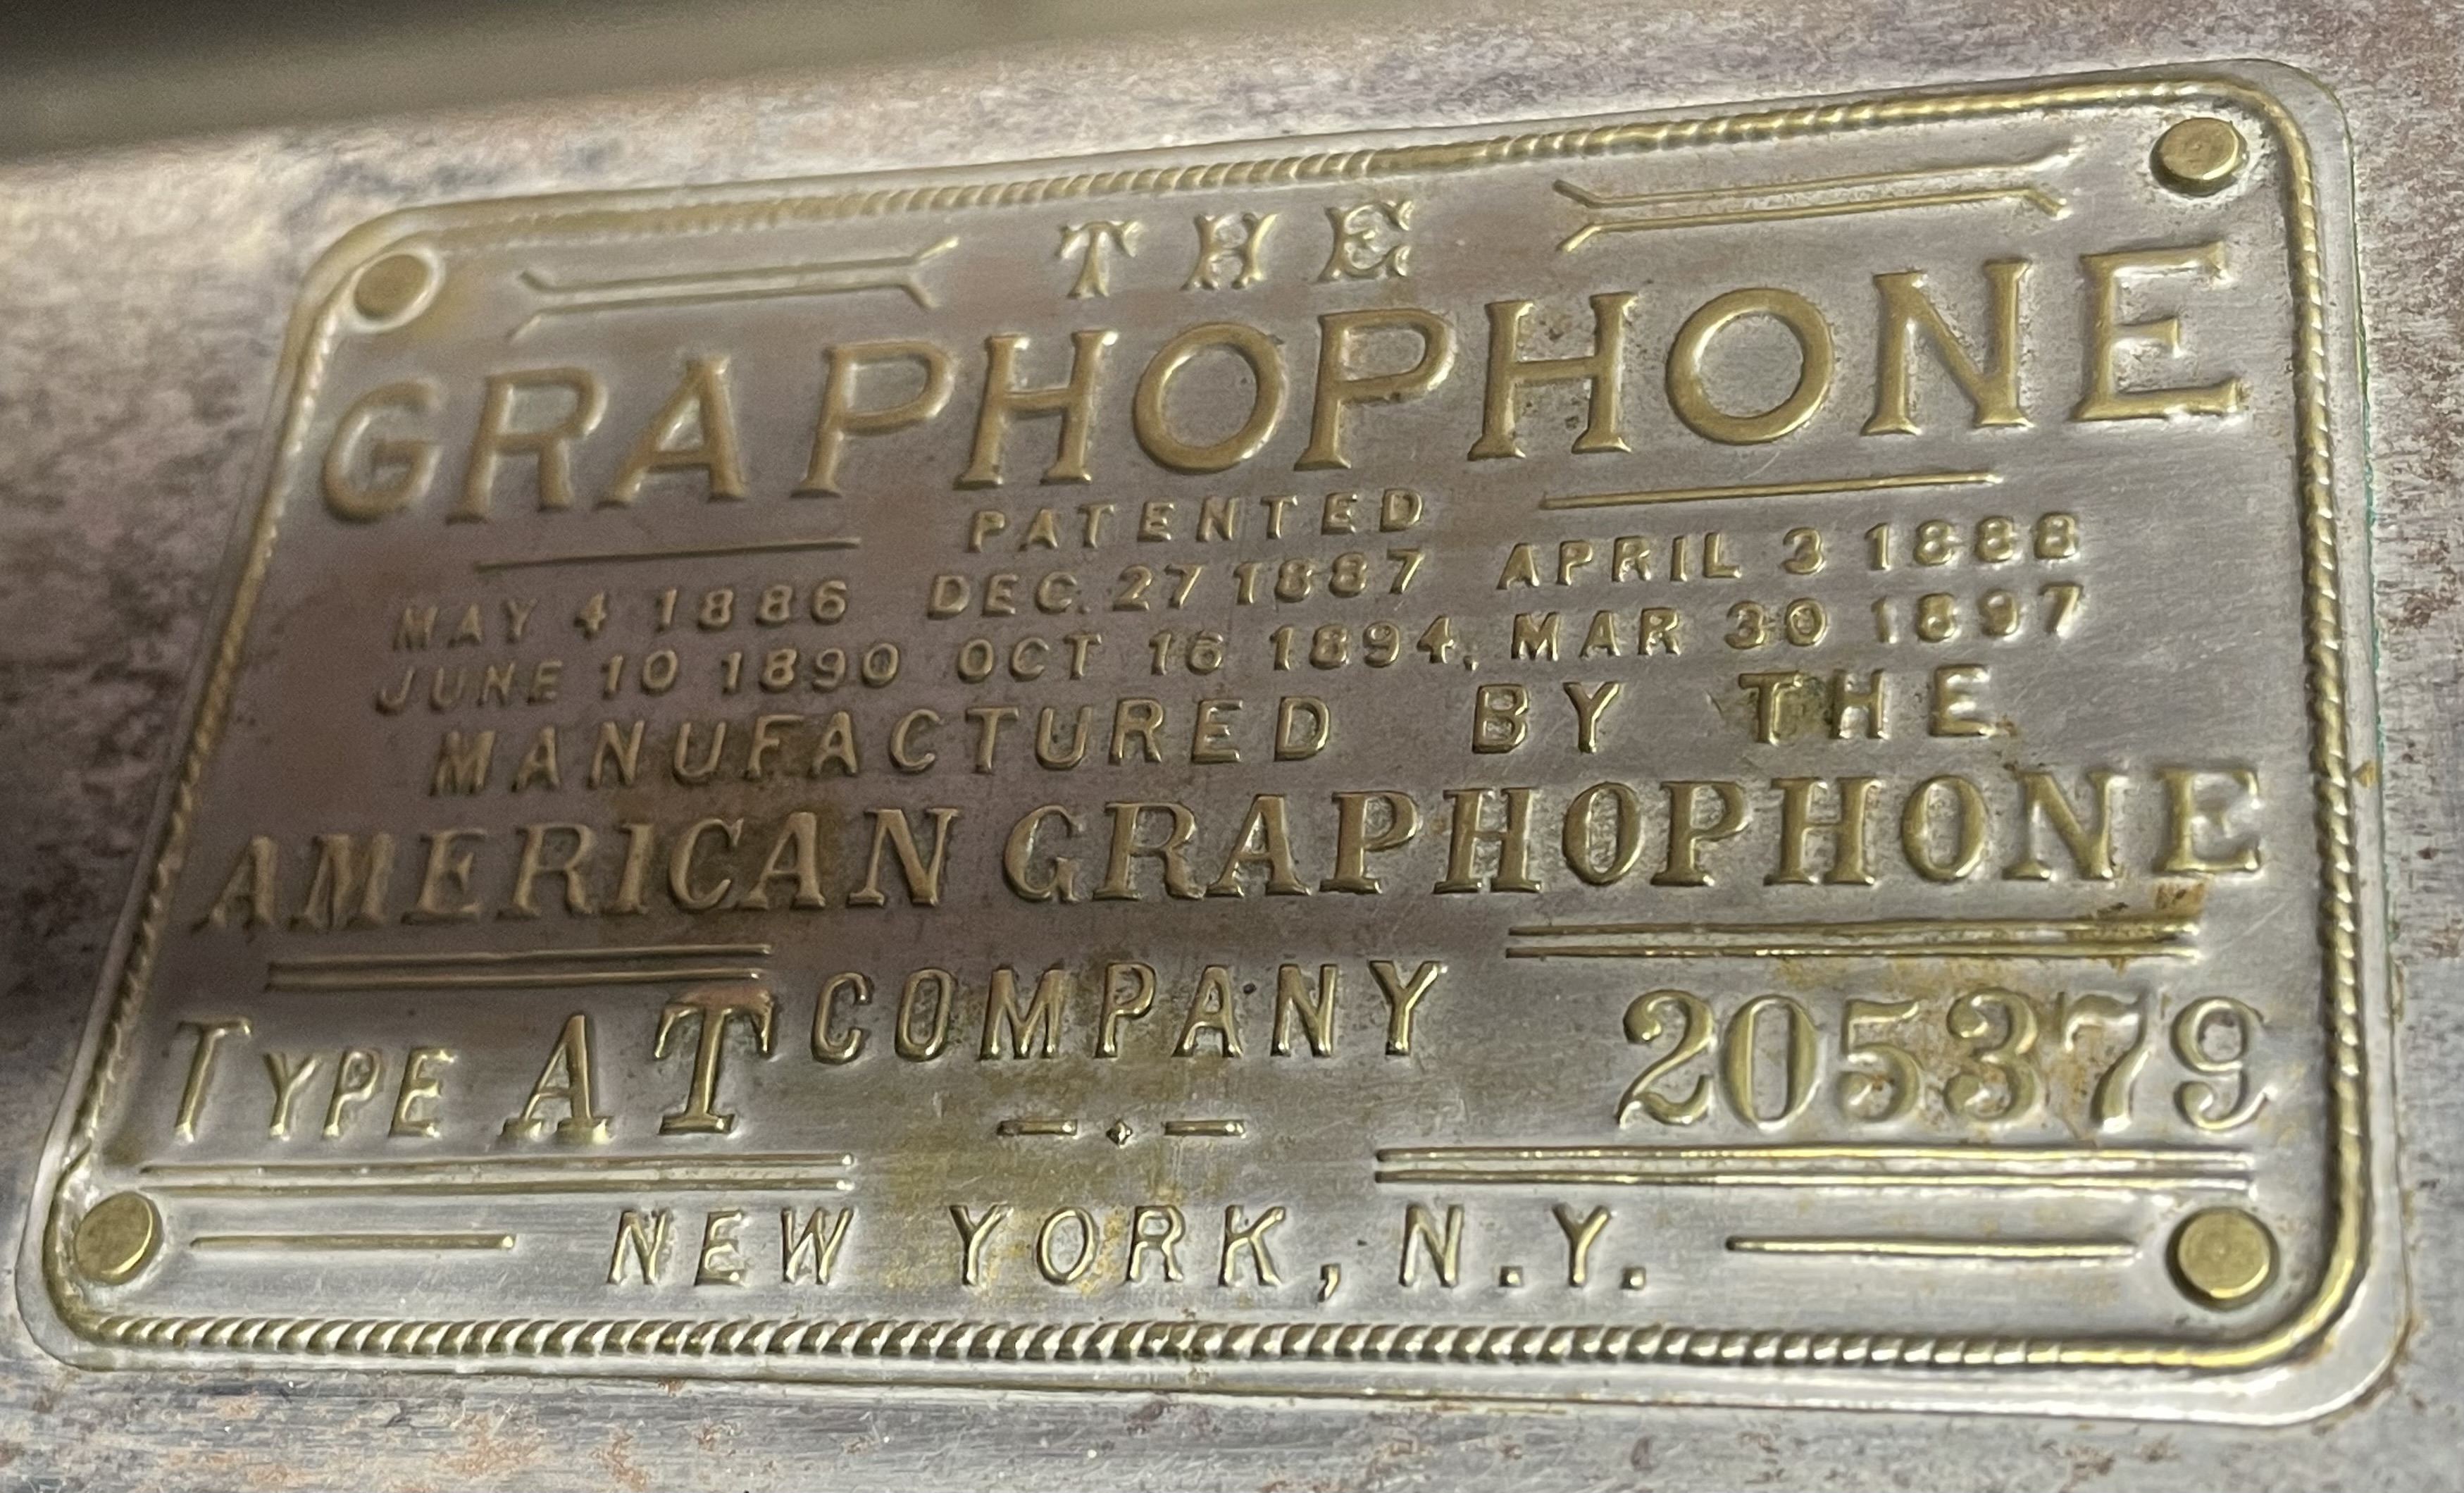 THE
GRAPHOPHONE
PATENTED
MAY 4 1886 DEC. 27 1887 APRIL 3 1888
JUNE 10 1890 OCT 16 1894, MAR 30 1897
MANUFACTURED BY THE
AMERICAN GRAPHOPHONE
COMPANY
TYPE AT 205379
NEW YORK, N.Y.